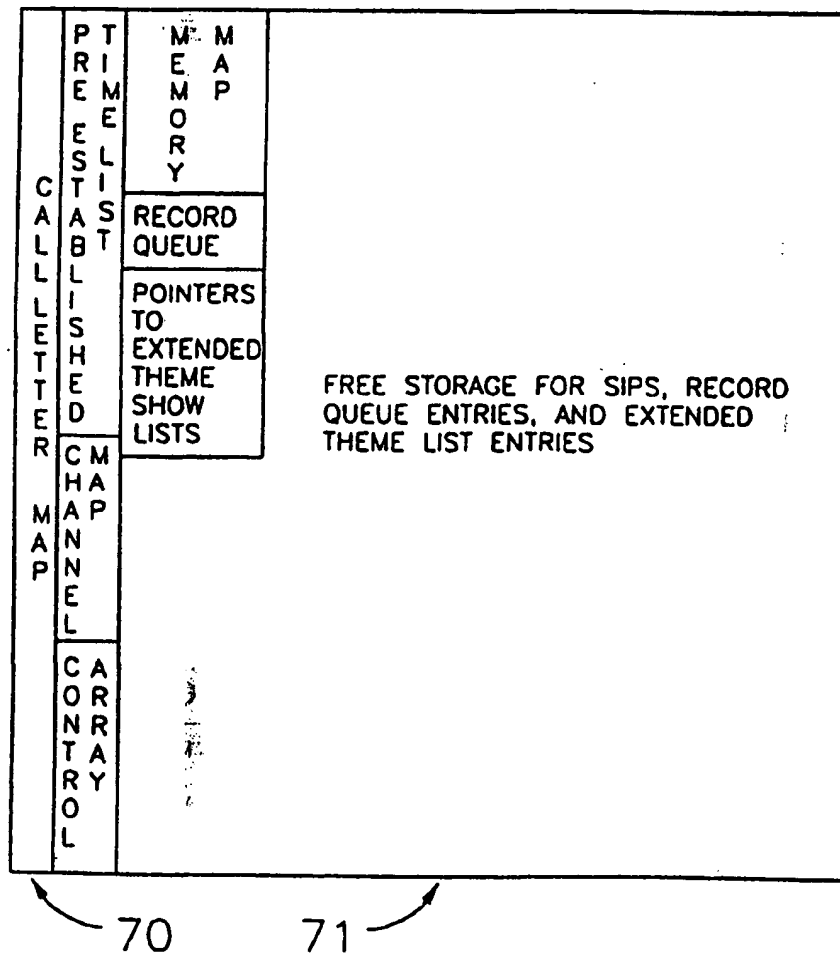 CALL LETTER MAP
PRE ESTABLISHED
TIME LIST
CHANNEL
MAP
CONTROL
ARRAY
MEMORY
MAP
RECORD
QUEUE
POINTERS
TO
EXTENDED
THEME
SHOW
LISTS
FREE STORAGE FOR SIPS, RECORD
QUEUE ENTRIES, AND EXTENDED
THEME LIST ENTRIES
70
71